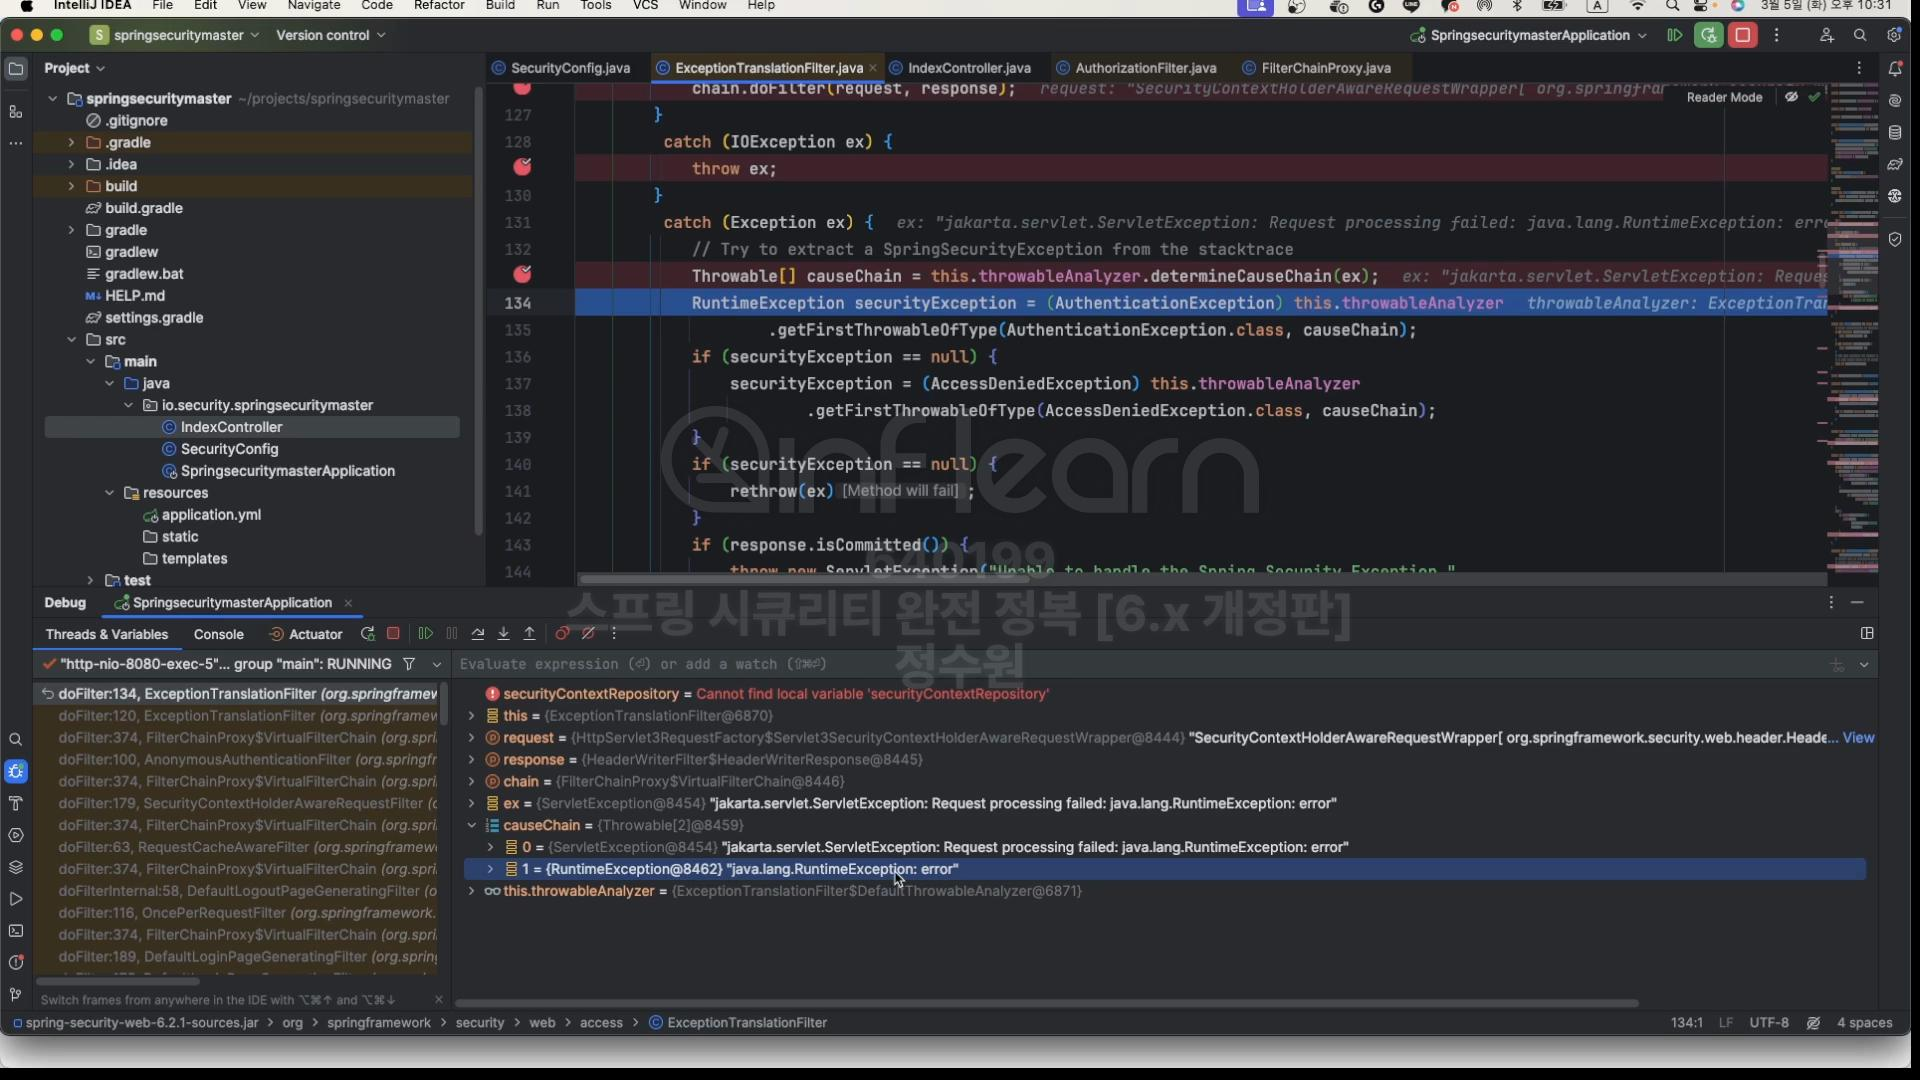 IntelliJ IDEA File Edit View Navigate Code Refactor Build Run Tools VCS Window Help A 3월 5일 (화) 오후 10:31
S springsecuritymaster Version control SpringsecuritymasterApplication
Project
SecurityConfig.java ExceptionTranslationFilter.java IndexController.java AuthorizationFilter.java FilterChainProxy.java
springsecuritymaster ~/projects/springsecuritymaster
.gitignore
.gradle
.idea
build
build.gradle
gradle
gradlew
gradlew.bat
HELP.md
settings.gradle
src
main
java
io.security.springsecuritymaster
IndexController
SecurityConfig
SpringsecuritymasterApplication
resources
application.yml
static
templates
test
Reader Mode
chain.doFilter(request, response); request: "SecurityContextHolderAwareRequestWrapper[ org.springfram
127 }
128 catch (IOException ex) {
throw ex;
130 }
131 catch (Exception ex) { ex: "jakarta.servlet.ServletException: Request processing failed: java.lang.RuntimeException: erro
132 // Try to extract a SpringSecurityException from the stacktrace
Throwable[] causeChain = this.throwableAnalyzer.determineCauseChain(ex); ex: "jakarta.servlet.ServletException: Reques
134 RuntimeException securityException = (AuthenticationException) this.throwableAnalyzer throwableAnalyzer: ExceptionTran
135 .getFirstThrowableOfType(AuthenticationException.class, causeChain);
136 if (securityException == null) {
137 securityException = (AccessDeniedException) this.throwableAnalyzer
138 .getFirstThrowableOfType(AccessDeniedException.class, causeChain);
139 }
140 if (securityException == null) {
141 rethrow(ex) [Method will fail] ;
142 }
143 if (response.isCommitted()) {
144 throw new ServletException("Unable to handle the Spring Security Exception "
inflearn
640199
스프링 시큐리티 완전 정복 [6.x 개정판]
정수원
Debug SpringsecuritymasterApplication
Threads & Variables Console Actuator
"http-nio-8080-exec-5"... group "main": RUNNING
Evaluate expression (⏎) or add a watch (⇧⌘⏎)
doFilter:134, ExceptionTranslationFilter (org.springframew
doFilter:120, ExceptionTranslationFilter (org.springframew
doFilter:374, FilterChainProxy$VirtualFilterChain (org.spri
doFilter:100, AnonymousAuthenticationFilter (org.springfr
doFilter:374, FilterChainProxy$VirtualFilterChain (org.spri
doFilter:179, SecurityContextHolderAwareRequestFilter (o
doFilter:374, FilterChainProxy$VirtualFilterChain (org.spri
doFilter:63, RequestCacheAwareFilter (org.springframewor
doFilter:374, FilterChainProxy$VirtualFilterChain (org.spri
doFilterInternal:58, DefaultLogoutPageGeneratingFilter (o
doFilter:116, OncePerRequestFilter (org.springframework.
doFilter:374, FilterChainProxy$VirtualFilterChain (org.spri
doFilter:189, DefaultLoginPageGeneratingFilter (org.spring
Switch frames from anywhere in the IDE with ⌥⌘↑ and ⌥⌘↓
securityContextRepository = Cannot find local variable 'securityContextRepository'
this = {ExceptionTranslationFilter@6870}
request = {HttpServlet3RequestFactory$Servlet3SecurityContextHolderAwareRequestWrapper@8444} "SecurityContextHolderAwareRequestWrapper[ org.springframework.security.web.header.Heade... View
response = {HeaderWriterFilter$HeaderWriterResponse@8445}
chain = {FilterChainProxy$VirtualFilterChain@8446}
ex = {ServletException@8454} "jakarta.servlet.ServletException: Request processing failed: java.lang.RuntimeException: error"
causeChain = {Throwable[2]@8459}
0 = {ServletException@8454} "jakarta.servlet.ServletException: Request processing failed: java.lang.RuntimeException: error"
1 = {RuntimeException@8462} "java.lang.RuntimeException: error"
this.throwableAnalyzer = {ExceptionTranslationFilter$DefaultThrowableAnalyzer@6871}
spring-security-web-6.2.1-sources.jar > org > springframework > security > web > access > ExceptionTranslationFilter
134:1 LF UTF-8 4 spaces